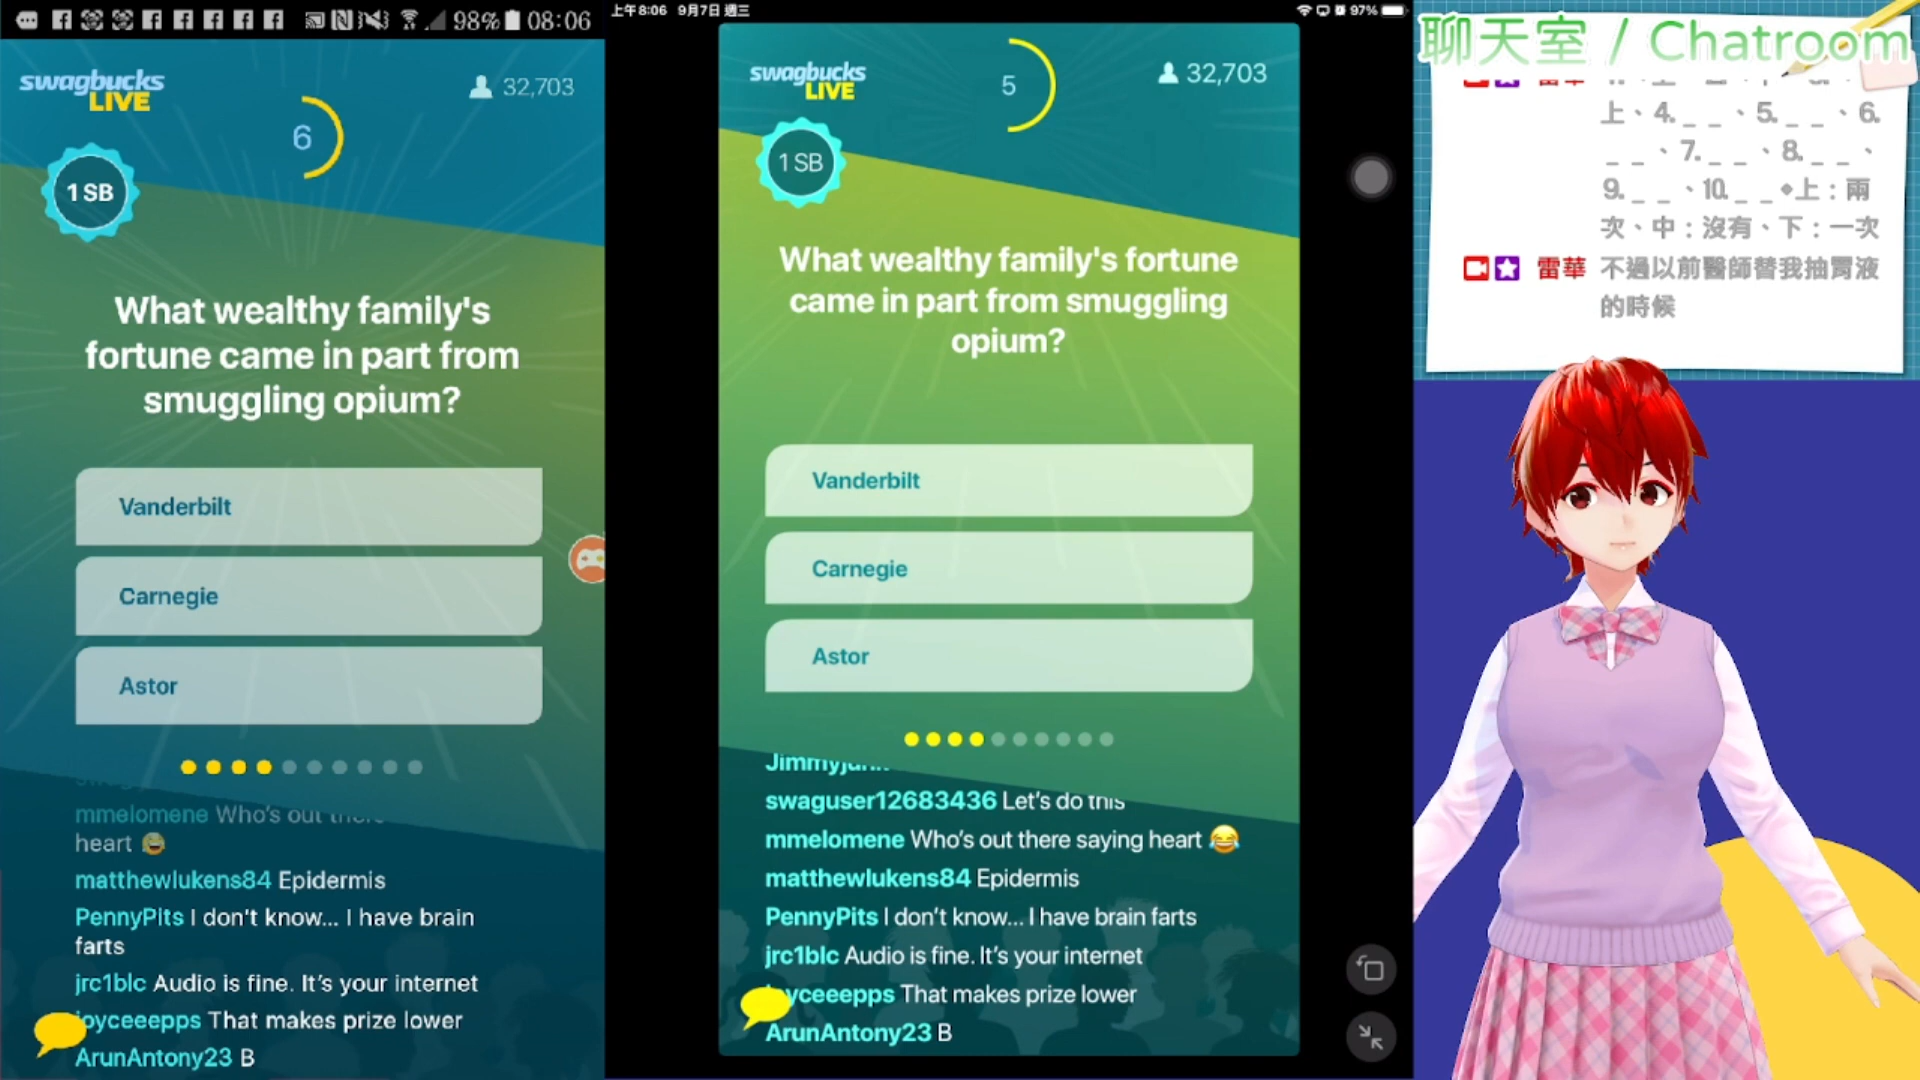 98% 08:06
swagbucks
LIVE
32,703
6
1 SB
What wealthy family's
fortune came in part from
smuggling opium?
Vanderbilt
Carnegie
Astor
mmelomene Who's out there
heart 😂
matthewlukens84 Epidermis
PennyPits I don't know... I have brain
farts
jrc1blc Audio is fine. It's your internet
joyceeepps That makes prize lower
ArunAntony23 B
上午8:06 9月7日 週三
97%
swagbucks
LIVE
5
32,703
1 SB
What wealthy family's fortune
came in part from smuggling
opium?
Vanderbilt
Carnegie
Astor
swaguser12683436 Let's do this
mmelomene Who's out there saying heart 😂
matthewlukens84 Epidermis
PennyPits I don't know... I have brain farts
jrc1blc Audio is fine. It's your internet
yceeepps That makes prize lower
ArunAntony23 B
聊天室 / Chatroom
上、4. _ _ 、5. _ _ 、6.
_ _ 、7. _ _ 、8. _ _ 、
9. _ _ 、10. _ _ ◆上：兩
次、中：沒有、下：一次
雷華 不過以前醫師替我抽胃液
的時候